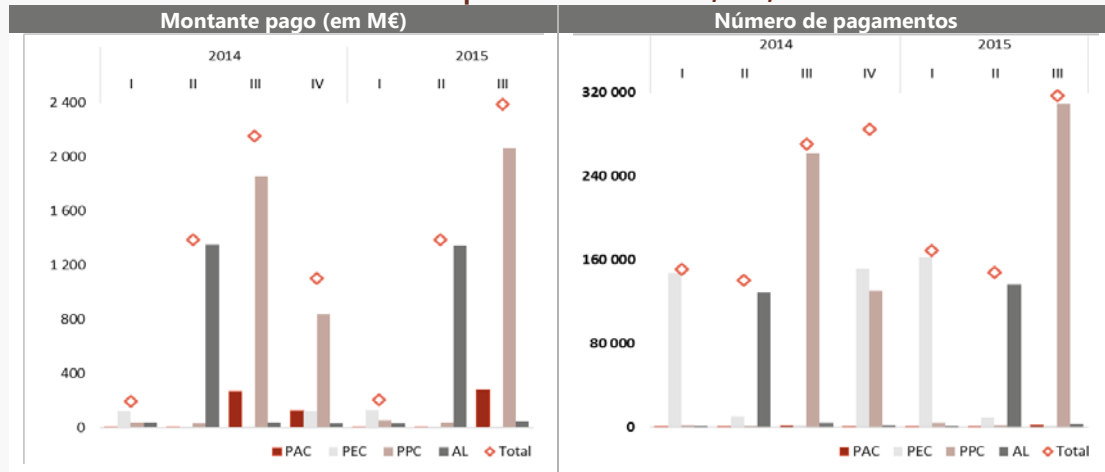 Montante pago (em M€)
2014 2015
I II III IV I II III
2 400
2 000
1 600
1 200
800
400
0
PAC PEC PPC AL Total
Número de pagamentos
2014 2015
I II III IV I II III
320 000
240 000
160 000
80 000
0
PAC PEC PPC AL Total